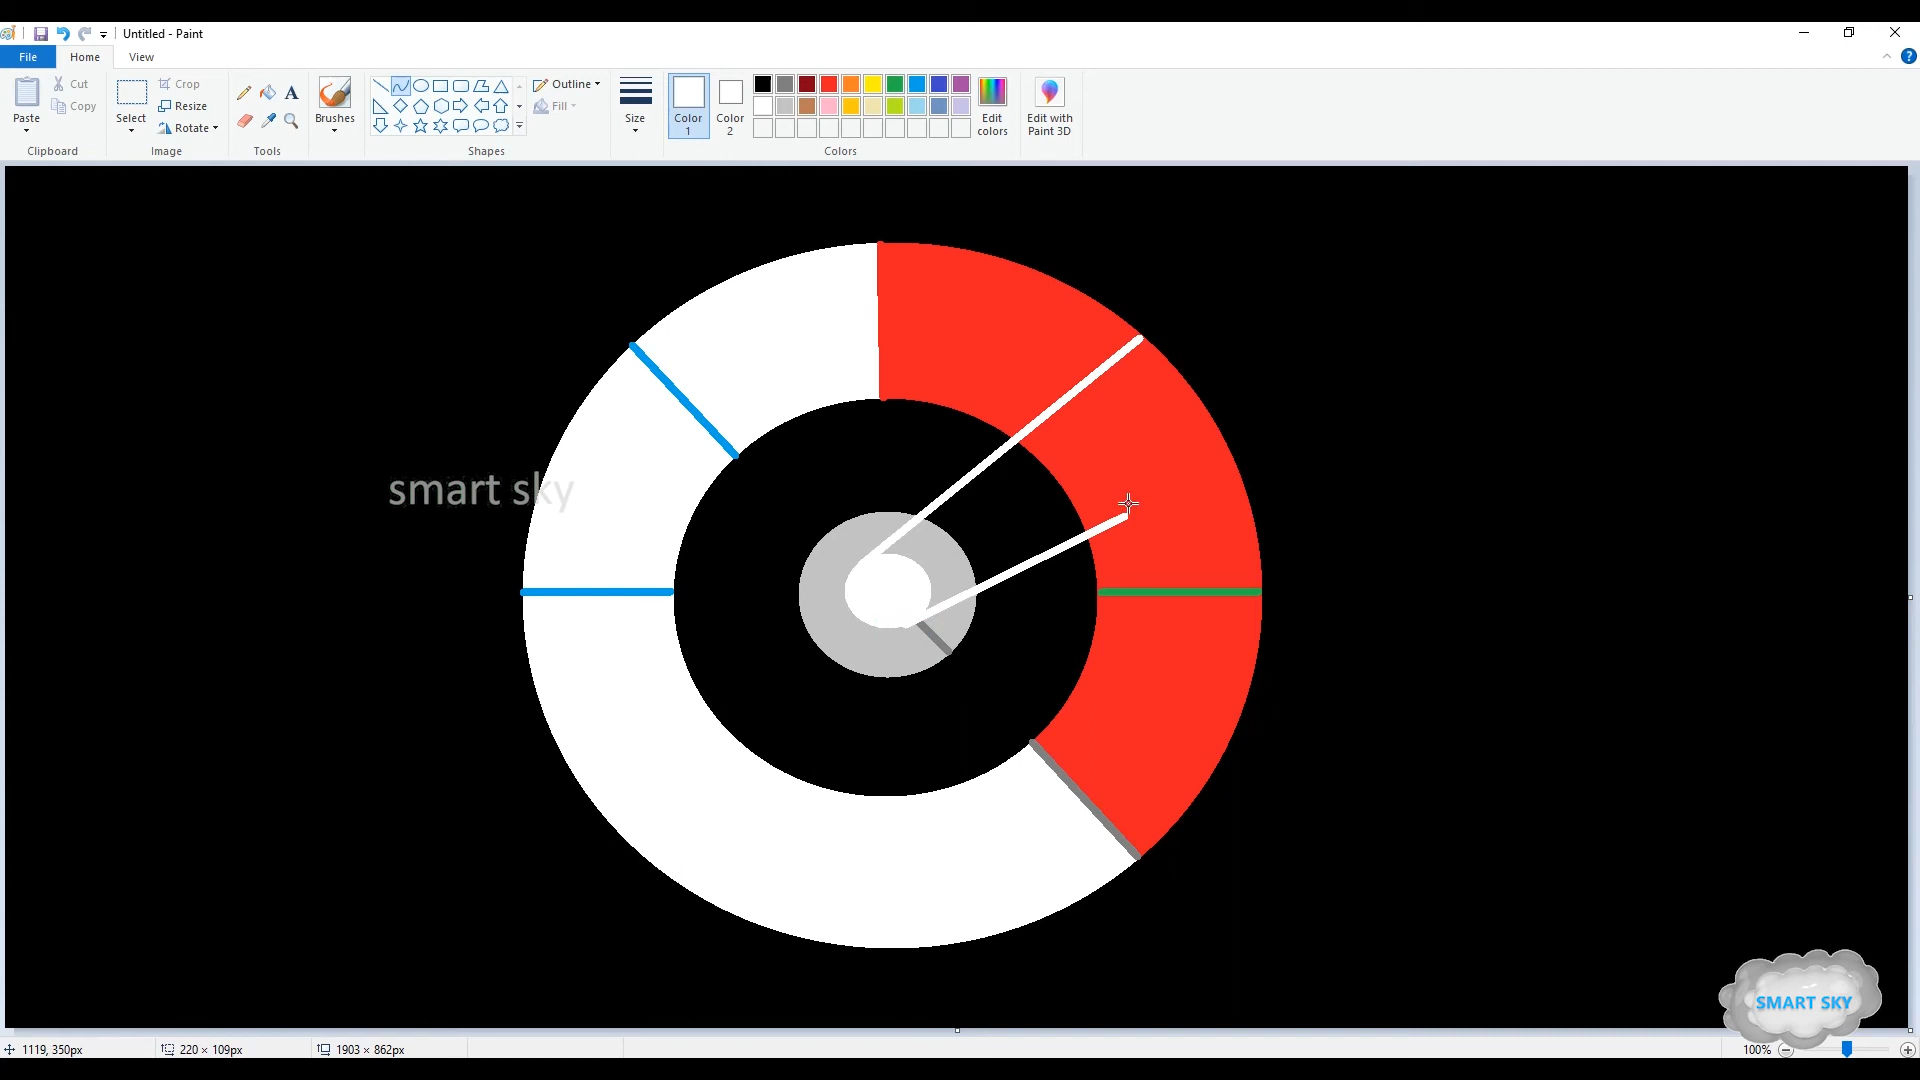 Untitled - Paint
File
Home
View
Paste
Cut
Copy
Clipboard
Select
Crop
Resize
Rotate
Image
Tools
Brushes
Outline
Fill
Shapes
Size
Color
1
Color
2
Edit
colors
Colors
Edit with
Paint 3D
smart sky
SMART SKY
1119, 350px
220 × 109px
1903 × 862px
100%